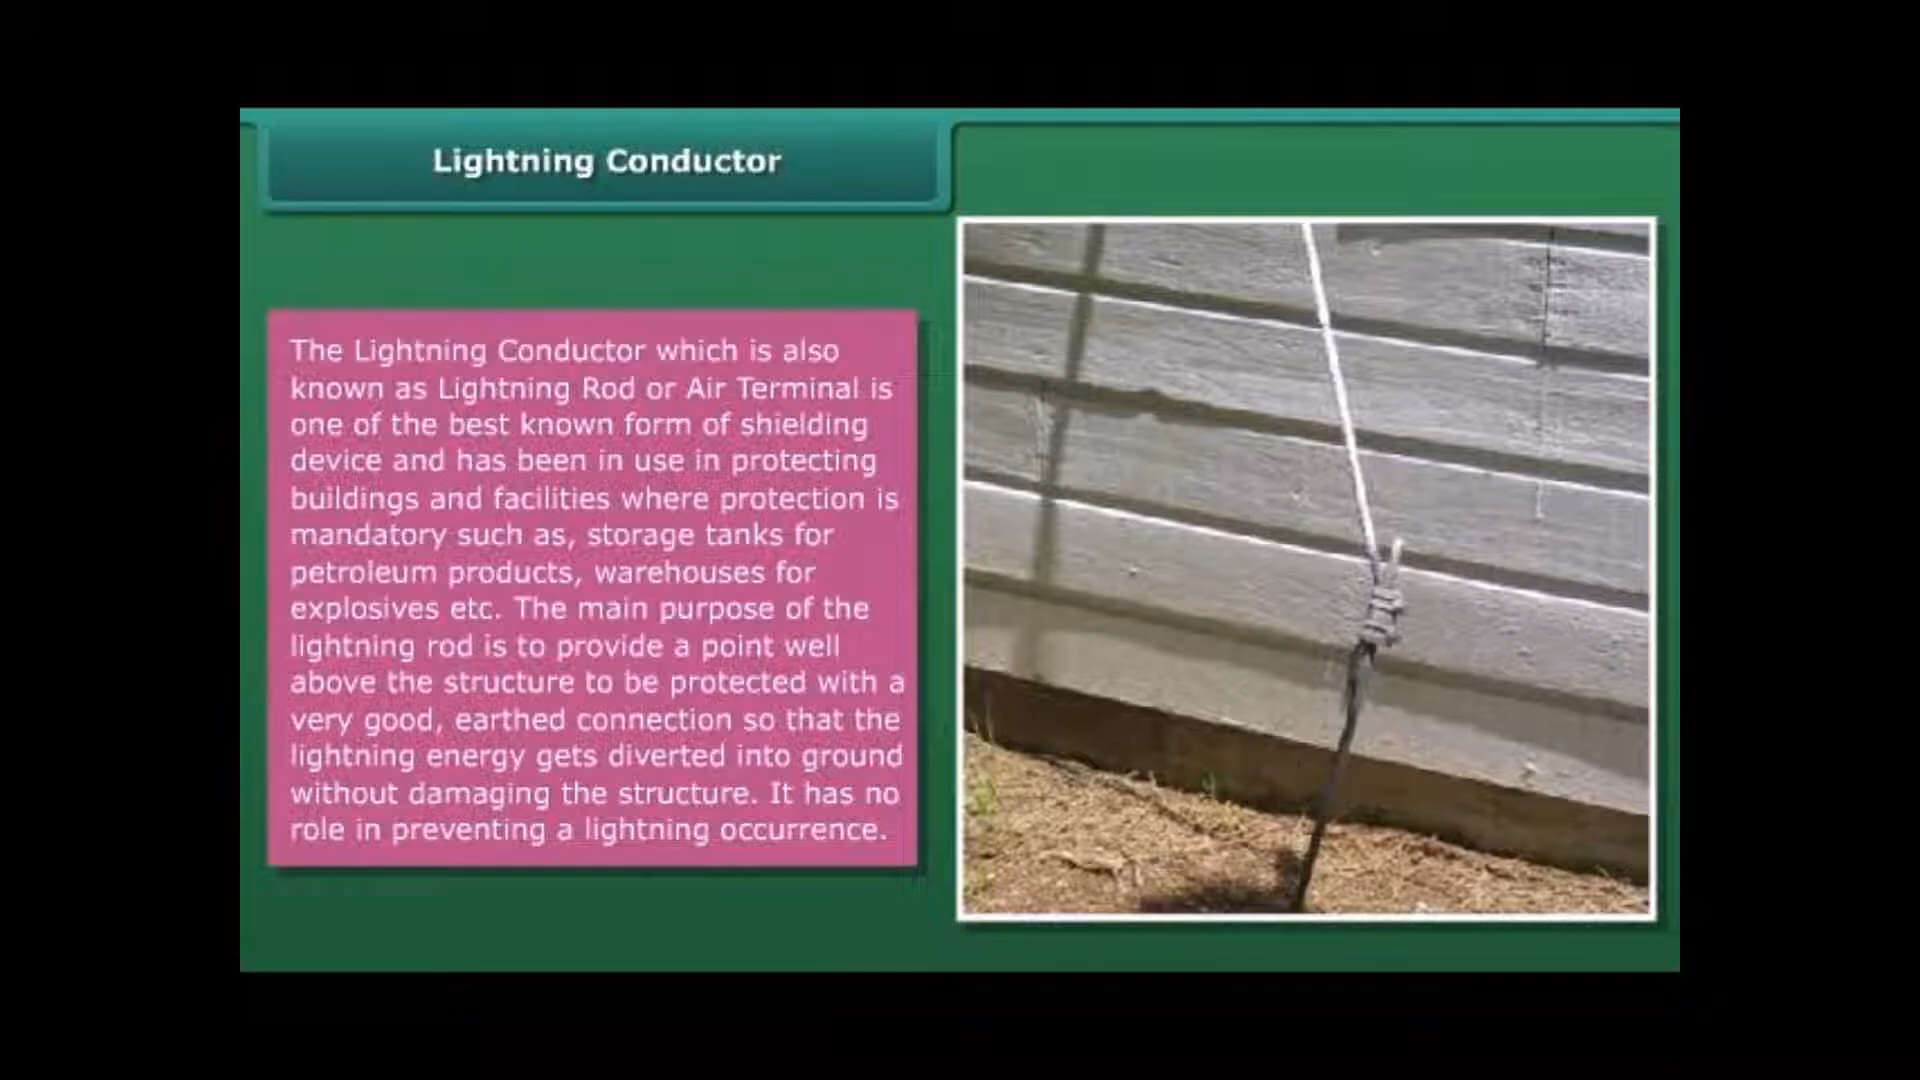 Lightning Conductor
The Lightning Conductor which is also
known as Lightning Rod or Air Terminal is
one of the best known form of shielding
device and has been in use in protecting
buildings and facilities where protection is
mandatory such as, storage tanks for
petroleum products, warehouses for
explosives etc. The main purpose of the
lightning rod is to provide a point well
above the structure to be protected with a
very good, earthed connection so that the
lightning energy gets diverted into ground
without damaging the structure. It has no
role in preventing a lightning occurrence.